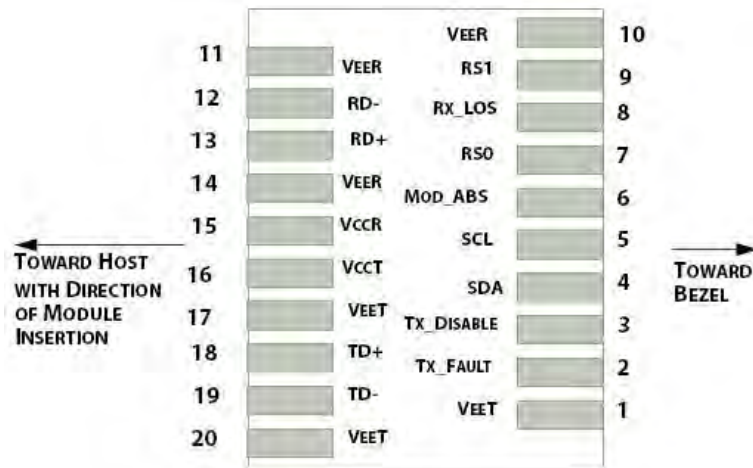 11 VEER
12 RD-
13 RD+
14 VEER
15 VCCR
16 VCCT
17 VEET
18 TD+
19 TD-
20 VEET
VEER 10
RS1 9
RX_LOS 8
RS0 7
MOD_ABS 6
SCL 5
SDA 4
TX_DISABLE 3
TX_FAULT 2
VEET 1
TOWARD HOST
WITH DIRECTION
OF MODULE
INSERTION
TOWARD
BEZEL